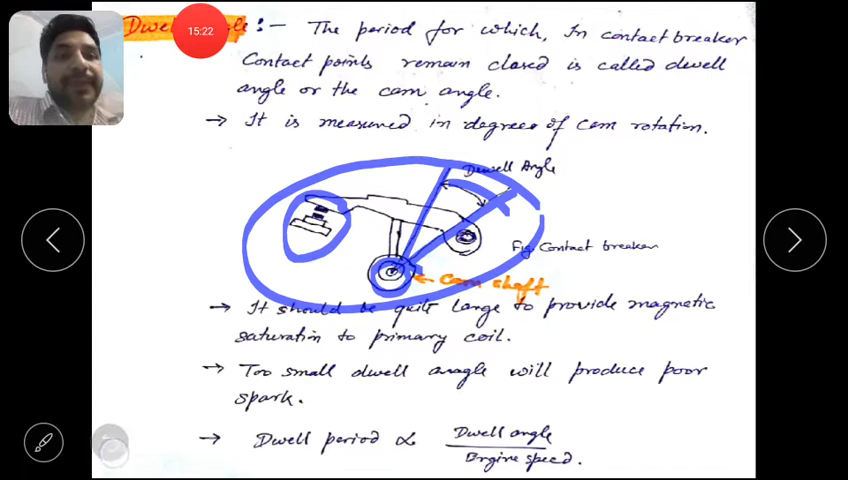 Dwell Angle :- The period for which, In contact breaker
15:22
Contact points remain closed is called dwell
angle or the cam angle.
→ It is measured in degrees of Cam rotation.
Dwell Angle
Fig. Contact breaker
← Cam shaft
→ It should be quite large to provide magnetic
saturation to primary coil.
→ Too small dwell anagle will produce poor
spark.
→ Dwell period ∝ Dwell angle
Engine speed.